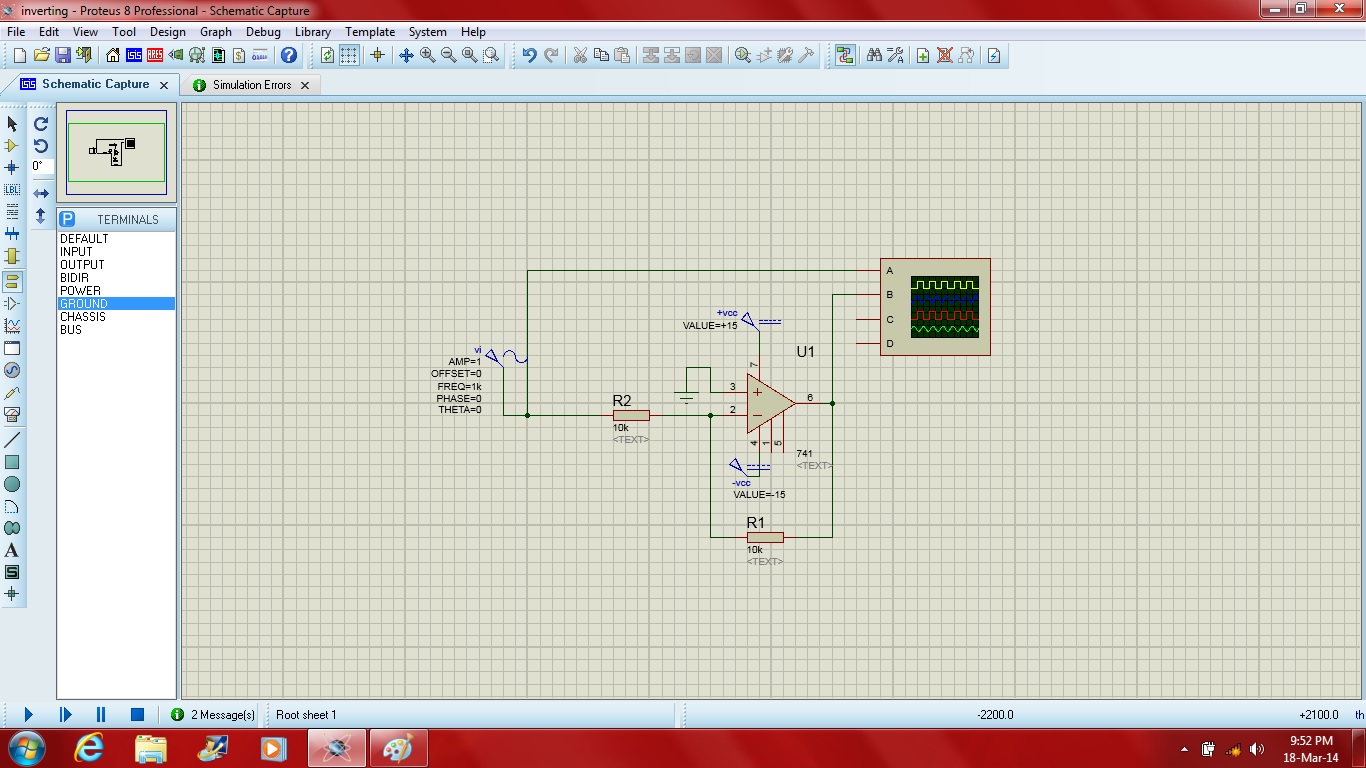 inverting - Proteus 8 Professional - Schematic Capture
File Edit View Tool Design Graph Debug Library Template System Help
ISIS ARES $ ?
ISIS Schematic Capture
Simulation Errors
LBL
0°
P TERMINALS
DEFAULT
INPUT
OUTPUT
BIDIR
POWER
GROUND
CHASSIS
BUS
A
S
A
B
C
D
+vcc
VALUE=+15
U1
vi
AMP=1
OFFSET=0
FREQ=1k
PHASE=0
THETA=0
R2
10k
<TEXT>
7
3
2
6
4
1
5
741
<TEXT>
-vcc
VALUE=-15
R1
10k
<TEXT>
2 Message(s)
Root sheet 1
-2200.0
+2100.0
th
9:52 PM
18-Mar-14